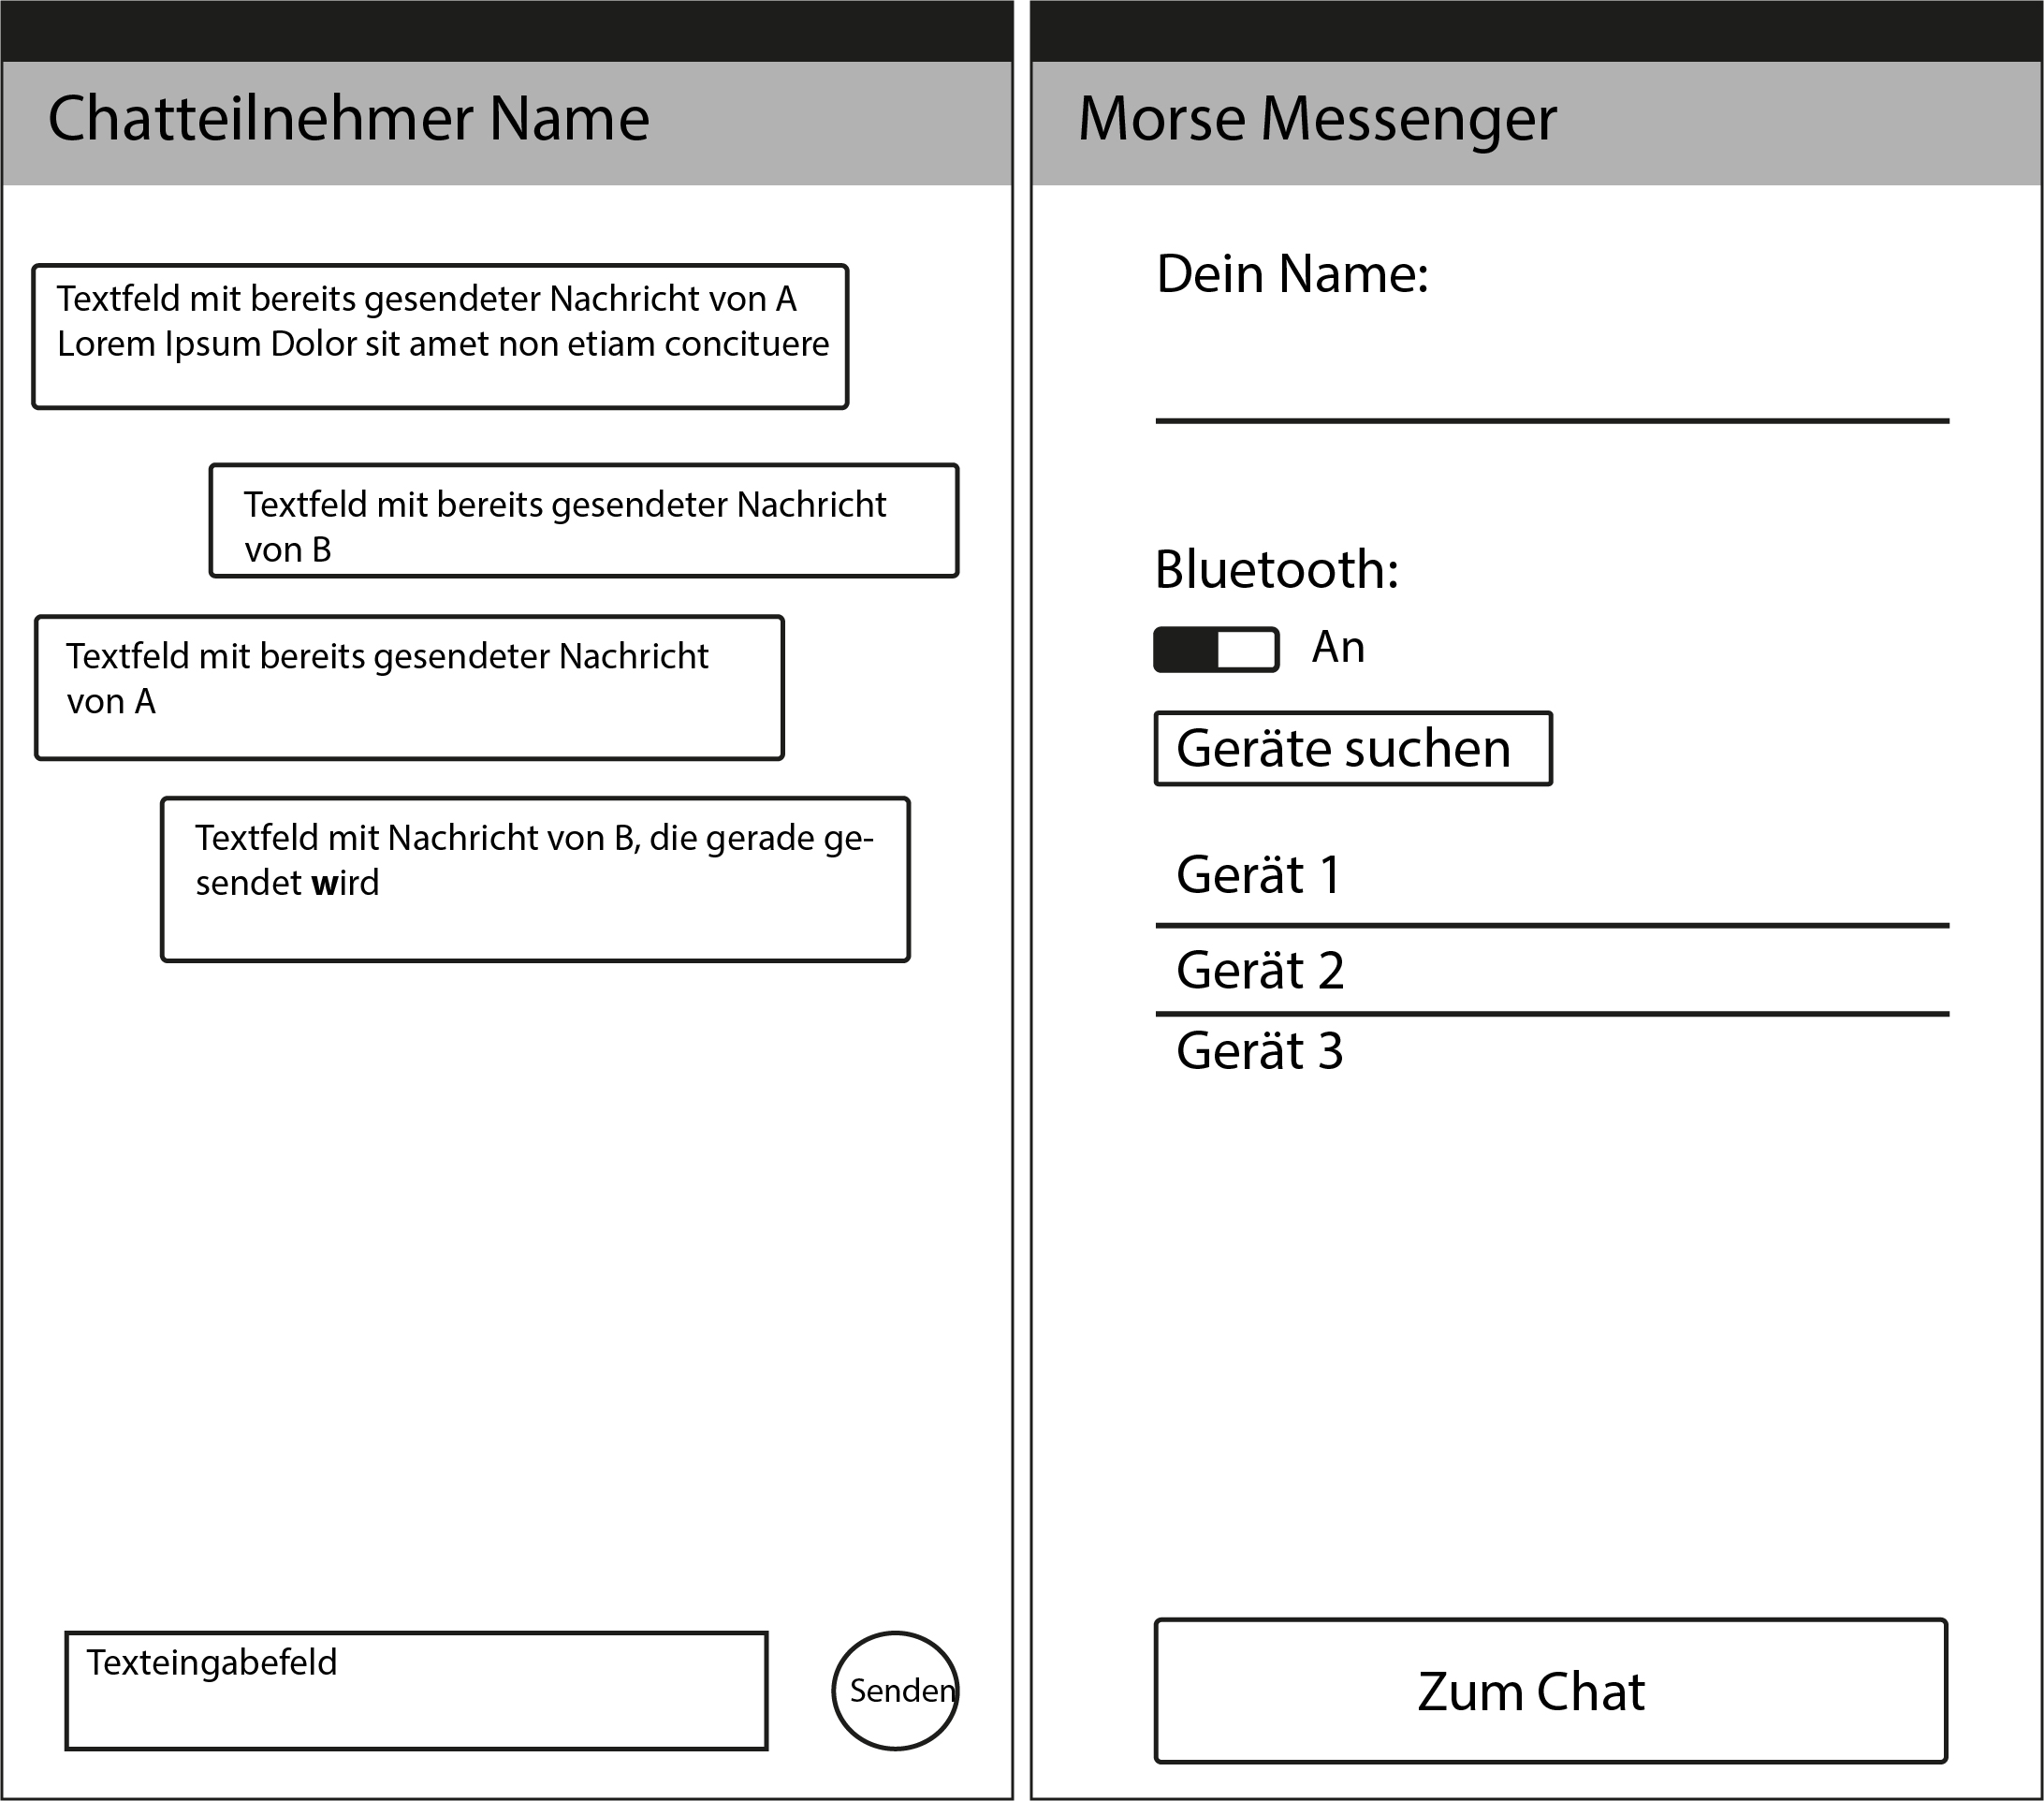 Chatteilnehmer Name
Textfeld mit bereits gesendeter Nachricht von A
Lorem Ipsum Dolor sit amet non etiam concituere
Textfeld mit bereits gesendeter Nachricht
von B
Textfeld mit bereits gesendeter Nachricht
von A
Textfeld mit Nachricht von B, die gerade ge-
sendet wird
Texteingabefeld
Senden
Morse Messenger
Dein Name:
Bluetooth:
An
Geräte suchen
Gerät 1
Gerät 2
Gerät 3
Zum Chat